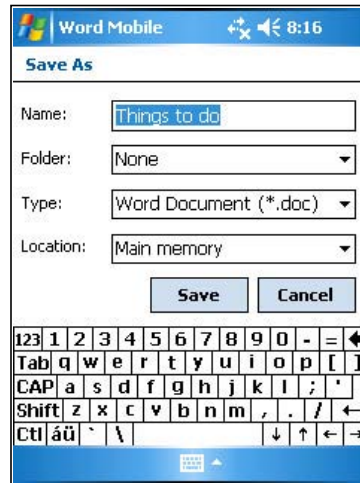 Word Mobile 8:16
Save As
Name: Things to do
Folder: None
Type: Word Document (*.doc)
Location: Main memory
Save Cancel
123 1 2 3 4 5 6 7 8 9 0 - = ←
Tab q w e r t y u i o p [ ]
CAP a s d f g h j k l ; '
Shift z x c v b n m , . / ←
Ctl áü ` \ ↓ ↑ ← →